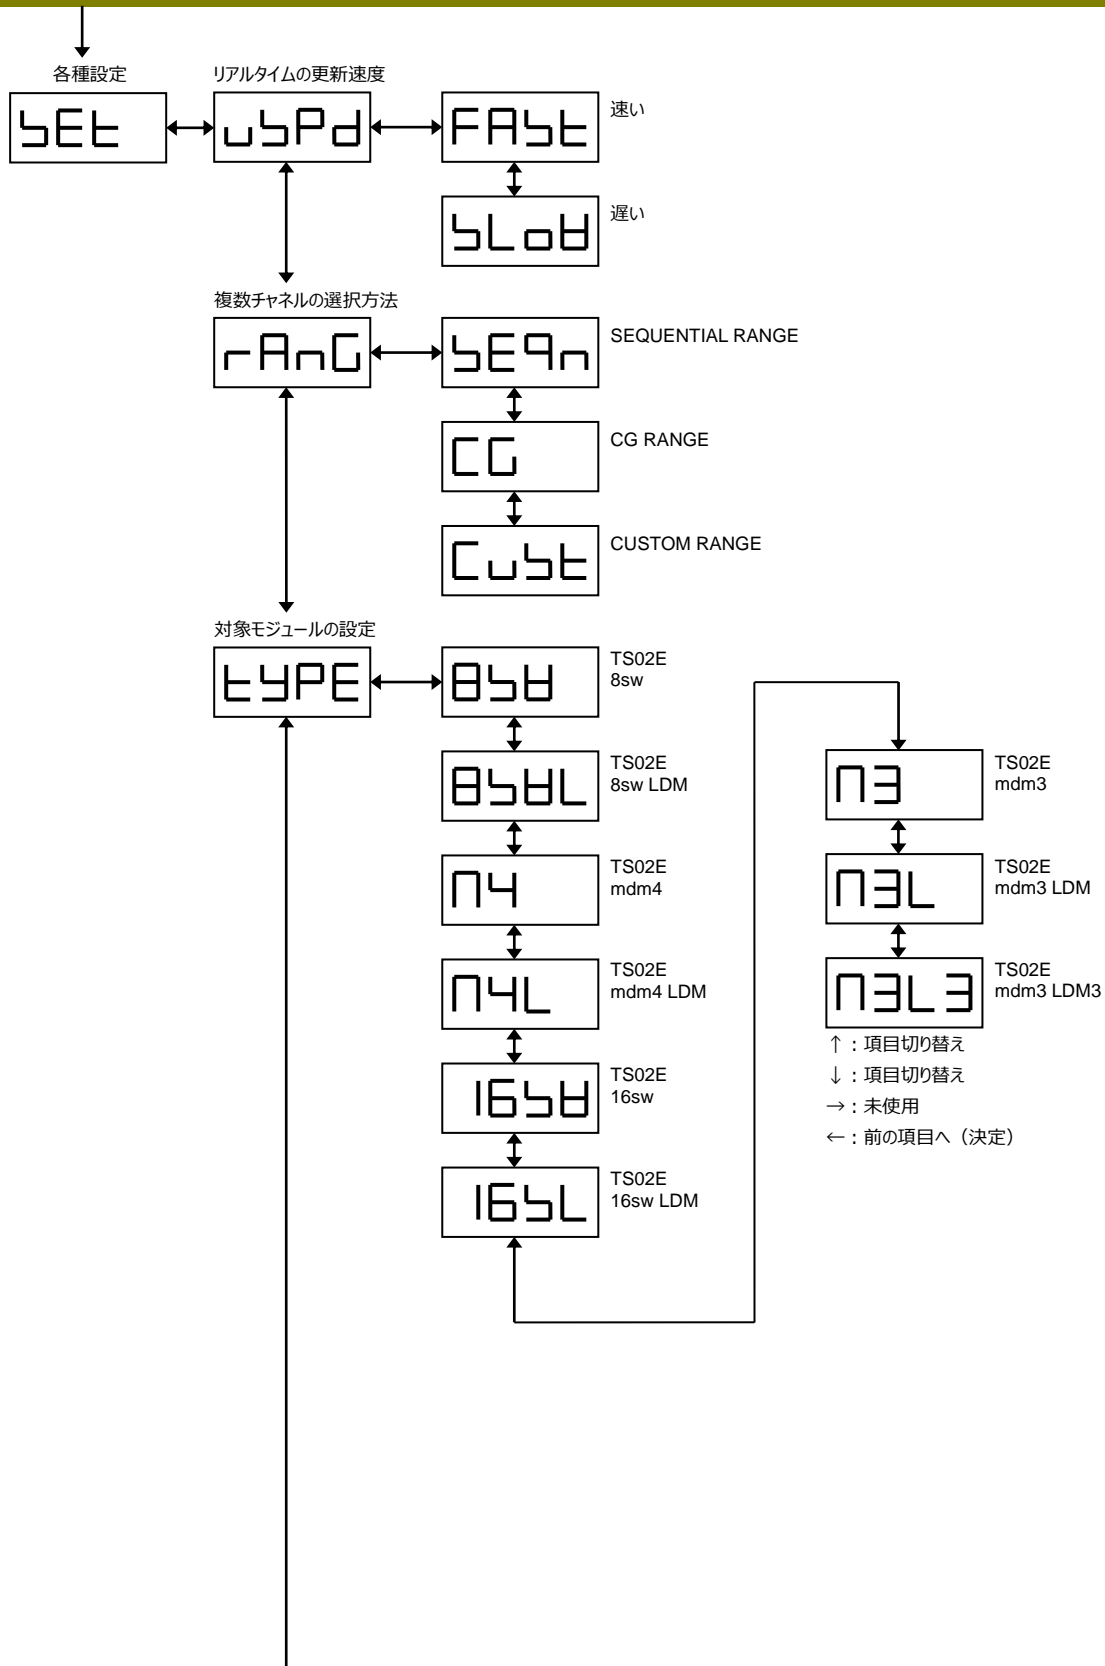 各種設定
SEt
リアルタイムの更新速度
uSPd
FASt
速い
SLoW
遅い
複数チャネルの選択方法
rAnG
SEqn
SEQUENTIAL RANGE
CG
CG RANGE
CuSt
CUSTOM RANGE
対象モジュールの設定
tyPE
8SW
TS02E
8sw
8SWL
TS02E
8sw LDM
M4
TS02E
mdm4
M4L
TS02E
mdm4 LDM
16SW
TS02E
16sw
16SL
TS02E
16sw LDM
M3
TS02E
mdm3
M3L
TS02E
mdm3 LDM
M3L3
TS02E
mdm3 LDM3
↑：項目切り替え
↓：項目切り替え
→：未使用
←：前の項目へ（決定）